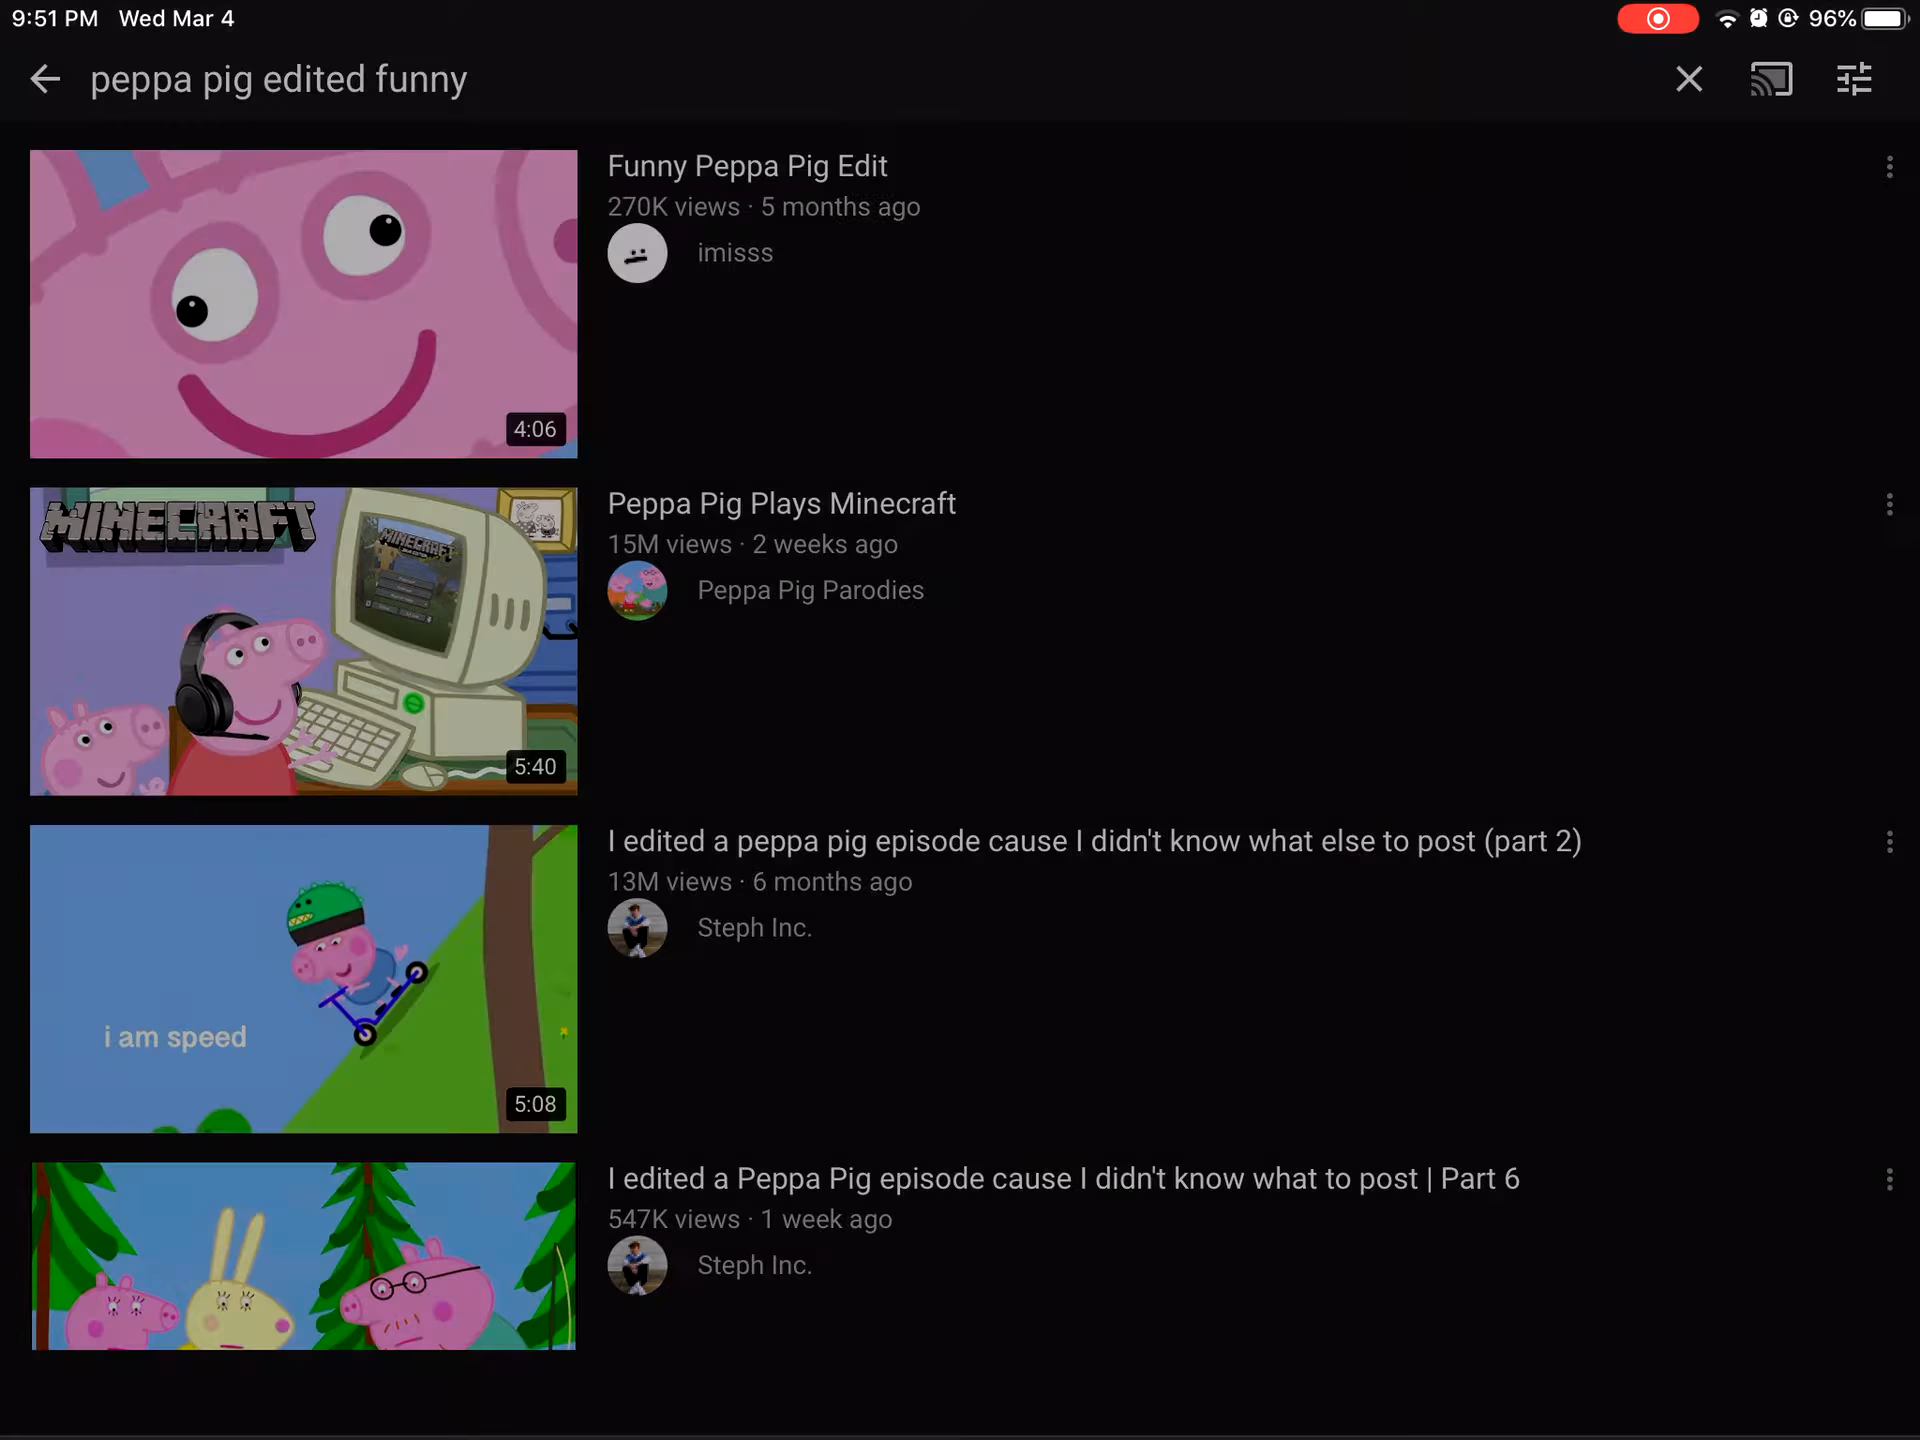 9:51 PM Wed Mar 4
96%
peppa pig edited funny
Funny Peppa Pig Edit
270K views · 5 months ago
imisss
4:06
MINECRAFT
MINECRAFT
Peppa Pig Plays Minecraft
15M views · 2 weeks ago
Peppa Pig Parodies
5:40
I edited a peppa pig episode cause I didn't know what else to post (part 2)
13M views · 6 months ago
Steph Inc.
i am speed
5:08
I edited a Peppa Pig episode cause I didn't know what to post | Part 6
547K views · 1 week ago
Steph Inc.